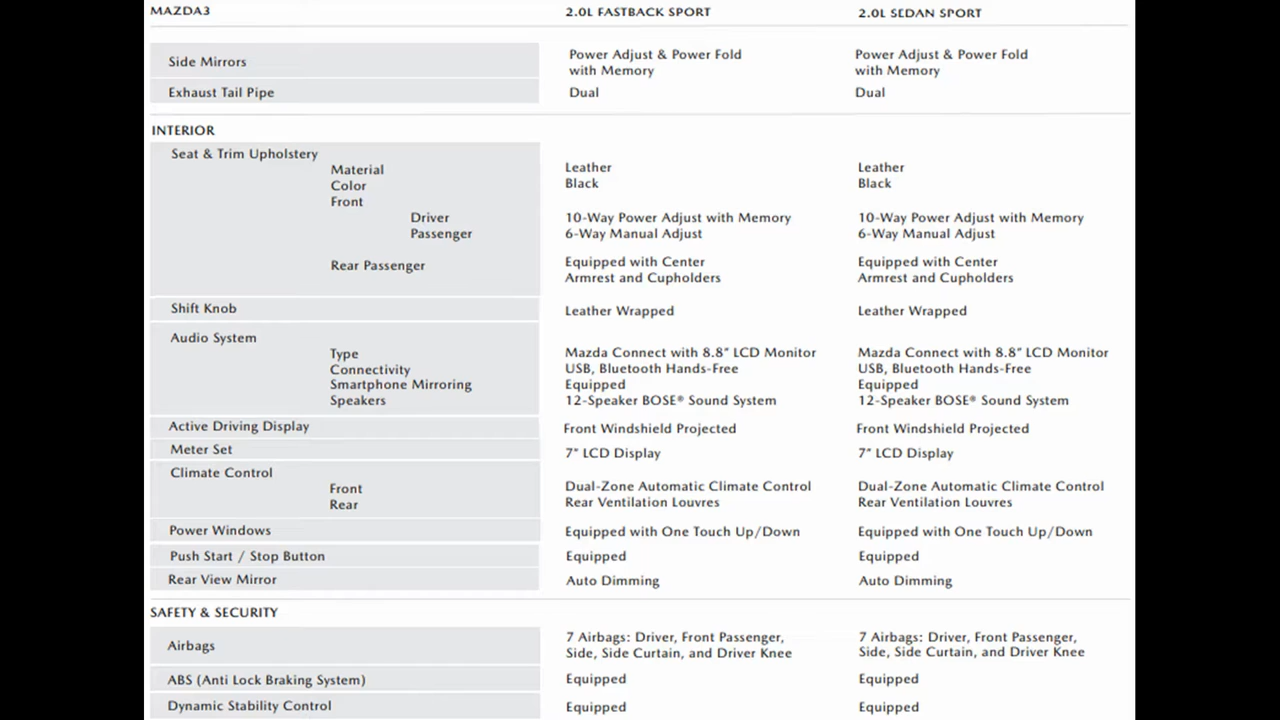 MAZDA3 2.0L FASTBACK SPORT 2.0L SEDAN SPORT
Side Mirrors Power Adjust & Power Fold with Memory Power Adjust & Power Fold with Memory
Exhaust Tail Pipe Dual Dual
INTERIOR
Seat & Trim Upholstery
Material Leather Leather
Color Black Black
Front
Driver 10-Way Power Adjust with Memory 10-Way Power Adjust with Memory
Passenger 6-Way Manual Adjust 6-Way Manual Adjust
Rear Passenger Equipped with Center Armrest and Cupholders Equipped with Center Armrest and Cupholders
Shift Knob Leather Wrapped Leather Wrapped
Audio System
Type Mazda Connect with 8.8" LCD Monitor Mazda Connect with 8.8" LCD Monitor
Connectivity USB, Bluetooth Hands-Free USB, Bluetooth Hands-Free
Smartphone Mirroring Equipped Equipped
Speakers 12-Speaker BOSE® Sound System 12-Speaker BOSE® Sound System
Active Driving Display Front Windshield Projected Front Windshield Projected
Meter Set 7" LCD Display 7" LCD Display
Climate Control
Front Dual-Zone Automatic Climate Control Dual-Zone Automatic Climate Control
Rear Rear Ventilation Louvres Rear Ventilation Louvres
Power Windows Equipped with One Touch Up/Down Equipped with One Touch Up/Down
Push Start / Stop Button Equipped Equipped
Rear View Mirror Auto Dimming Auto Dimming
SAFETY & SECURITY
Airbags 7 Airbags: Driver, Front Passenger, Side, Side Curtain, and Driver Knee 7 Airbags: Driver, Front Passenger, Side, Side Curtain, and Driver Knee
ABS (Anti Lock Braking System) Equipped Equipped
Dynamic Stability Control Equipped Equipped